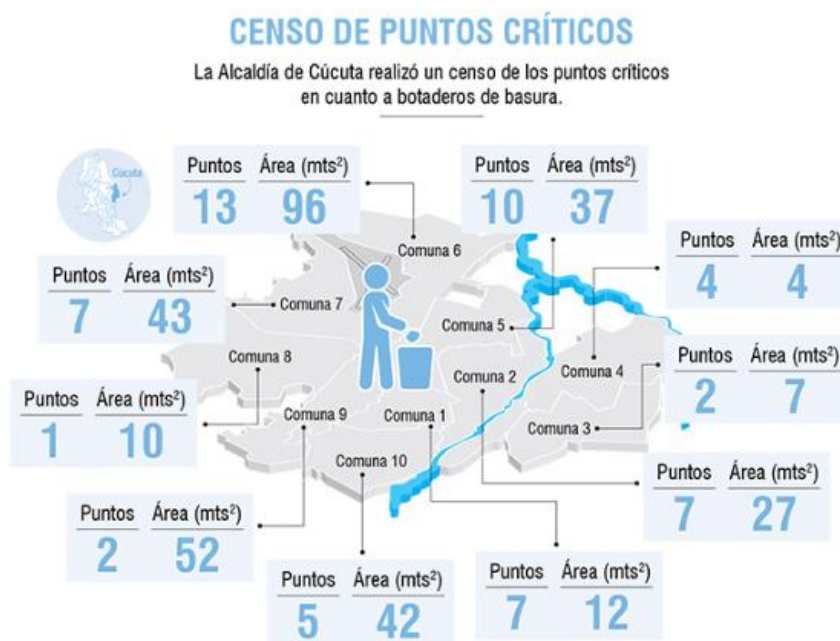 CENSO DE PUNTOS CRÍTICOS
La Alcaldía de Cúcuta realizó un censo de los puntos críticos
en cuanto a botaderos de basura.
Cúcuta
Puntos Área (mts²)
13 96
Puntos Área (mts²)
10 37
Comuna 6
Puntos Área (mts²)
4 4
Puntos Área (mts²)
7 43
Comuna 7
Comuna 5
Comuna 8
Comuna 2
Comuna 4
Puntos Área (mts²)
2 7
Puntos Área (mts²)
1 10
Comuna 9
Comuna 1
Comuna 3
Comuna 10
Puntos Área (mts²)
7 27
Puntos Área (mts²)
2 52
Puntos Área (mts²)
5 42
Puntos Área (mts²)
7 12